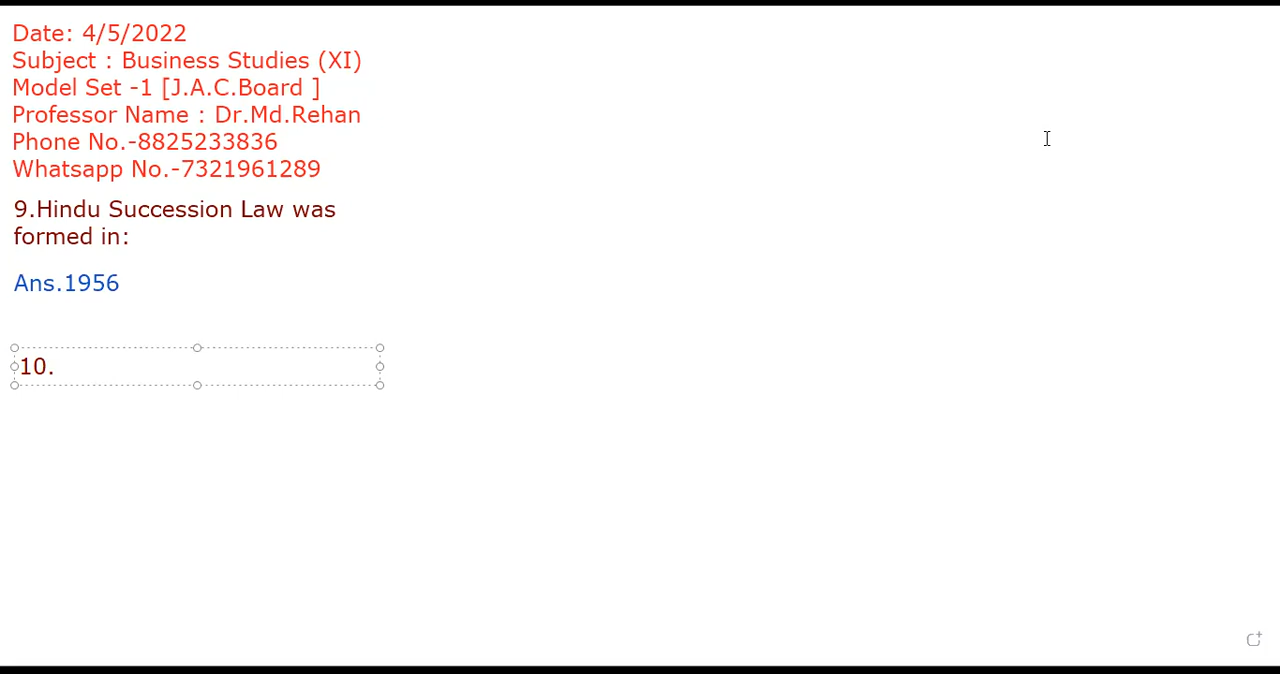 Date: 4/5/2022
Subject : Business Studies (XI)
Model Set -1 [J.A.C.Board ]
Professor Name : Dr.Md.Rehan
Phone No.-8825233836
Whatsapp No.-7321961289
9.Hindu Succession Law was
formed in:
Ans.1956
10.